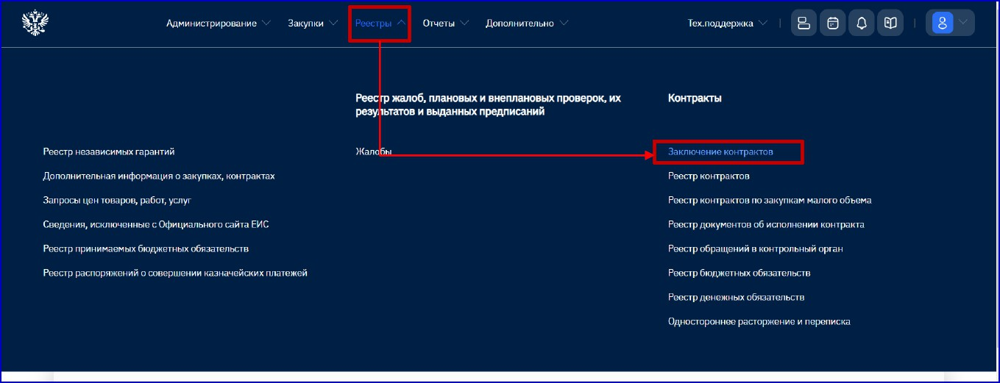 Администрирование Закупки Реестры Отчеты Дополнительно Тех.поддержка
Реестр жалоб, плановых и внеплановых проверок, их
результатов и выданных предписаний
Контракты
Реестр независимых гарантий
Дополнительная информация о закупках, контрактах
Запросы цен товаров, работ, услуг
Сведения, исключенные с Официального сайта ЕИС
Реестр принимаемых бюджетных обязательств
Реестр распоряжений о совершении казначейских платежей
Жалобы
Заключение контрактов
Реестр контрактов
Реестр контрактов по закупкам малого объема
Реестр документов об исполнении контракта
Реестр обращений в контрольный орган
Реестр бюджетных обязательств
Реестр денежных обязательств
Одностороннее расторжение и переписка